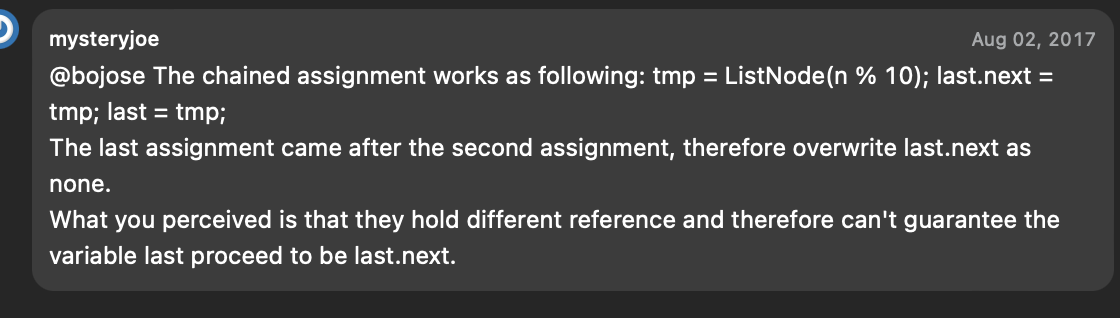 mysteryjoe
Aug 02, 2017
@bojose The chained assignment works as following: tmp = ListNode(n % 10); last.next =
tmp; last = tmp;
The last assignment came after the second assignment, therefore overwrite last.next as
none.
What you perceived is that they hold different reference and therefore can't guarantee the
variable last proceed to be last.next.